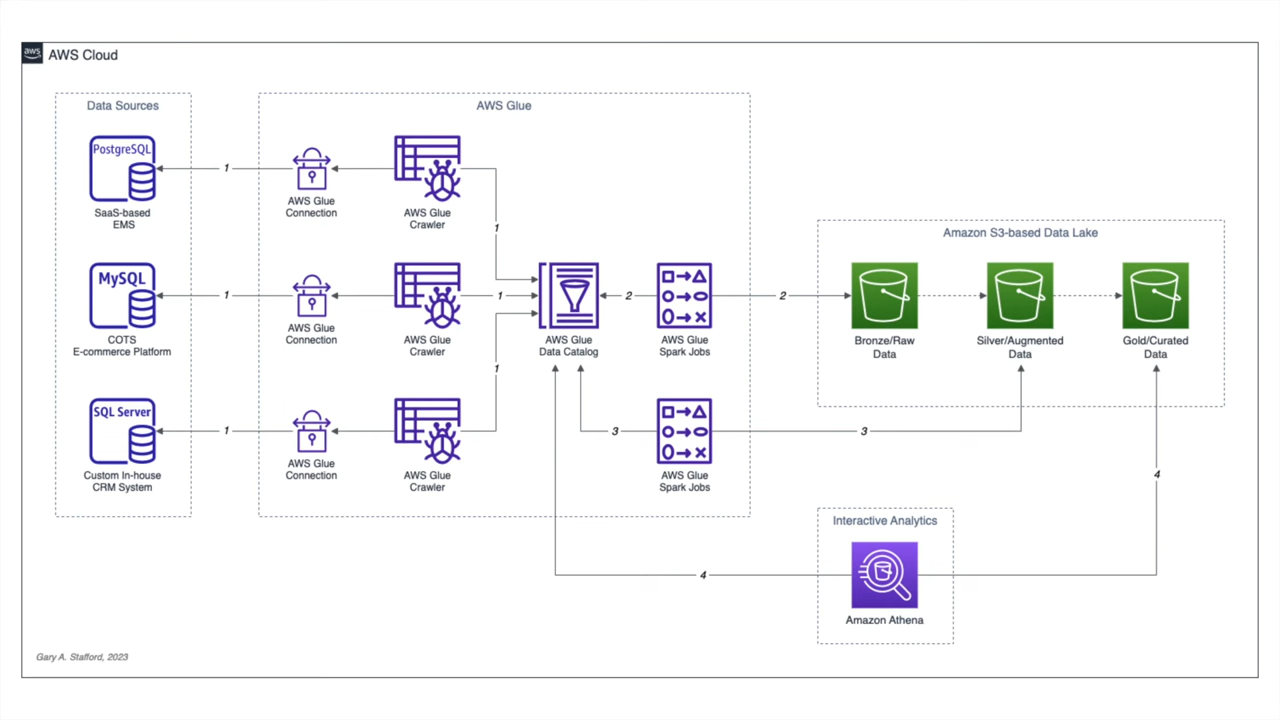 aws
AWS Cloud
Data Sources
AWS Glue
PostgreSQL
1
SaaS-based
EMS
AWS Glue
Connection
AWS Glue
Crawler
1
Amazon S3-based Data Lake
MySQL
1
1
2
2
COTS
E-commerce Platform
AWS Glue
Connection
AWS Glue
Crawler
AWS Glue
Data Catalog
AWS Glue
Spark Jobs
Bronze/Raw
Data
Silver/Augmented
Data
Gold/Curated
Data
1
SQL Server
1
3
3
Custom In-house
CRM System
AWS Glue
Connection
AWS Glue
Crawler
AWS Glue
Spark Jobs
4
Interactive Analytics
4
Amazon Athena
Gary A. Stafford, 2023